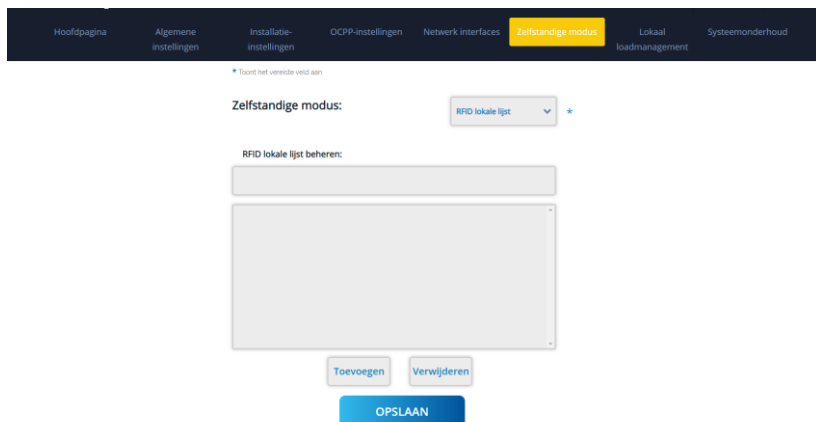 Hoofdpagina
Algemene
instellingen
Installatie-
instellingen
OCPP-instellingen
Netwerk interfaces
Zelfstandige modus
Lokaal
loadmanagement
Systeemonderhoud
* Toont het vereiste veld aan
Zelfstandige modus:
RFID lokale lijst
*
RFID lokale lijst beheren:
Toevoegen
Verwijderen
OPSLAAN